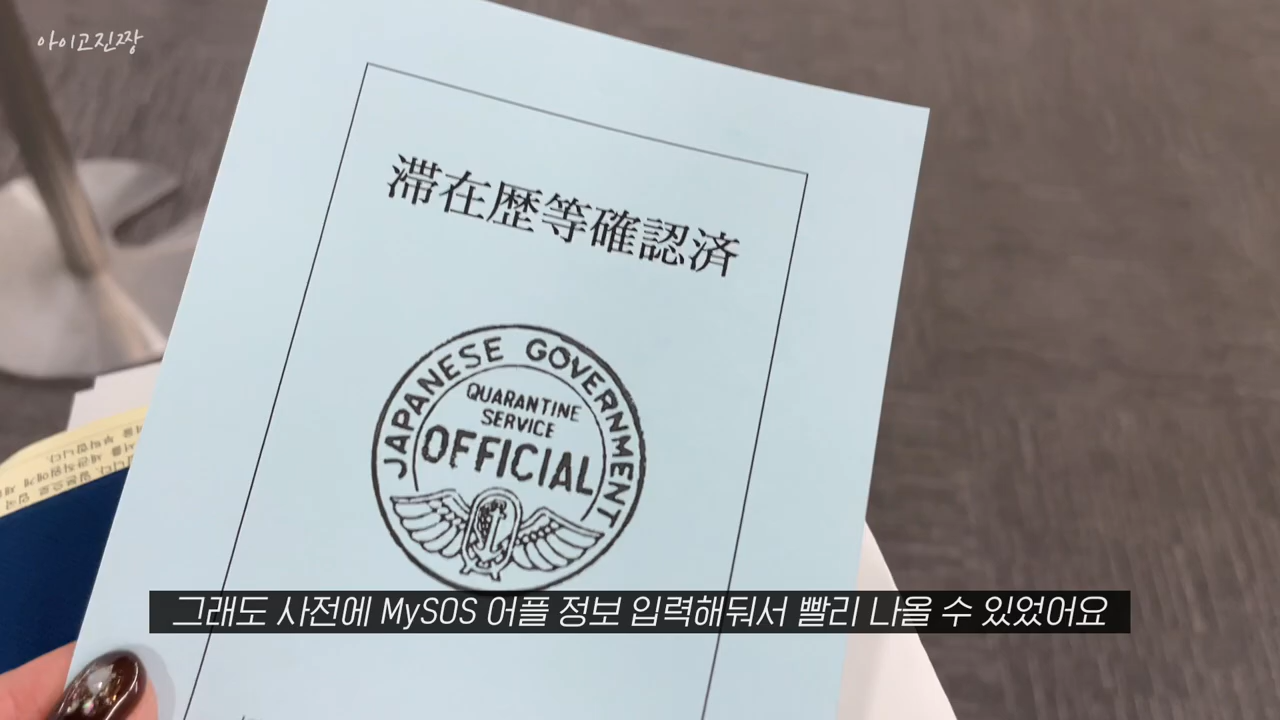 아이고진짱
滞在歴等確認済
JAPANESE GOVERNMENT
QUARANTINE
SERVICE
OFFICIAL
그래도 사전에 MySOS 어플 정보 입력해둬서 빨리 나올 수 있었어요